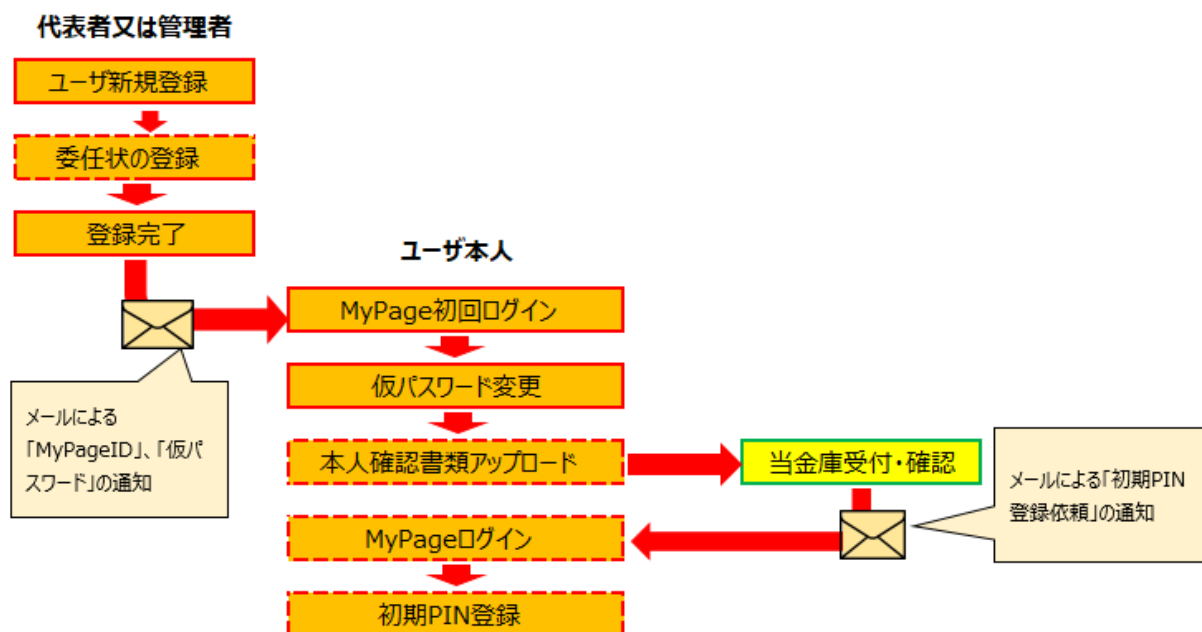 代表者又は管理者
ユーザ新規登録
委任状の登録
登録完了
メールによる
「MyPageID」、「仮パ
スワード」の通知
ユーザ本人
MyPage初回ログイン
仮パスワード変更
本人確認書類アップロード
当金庫受付・確認
メールによる「初期PIN
登録依頼」の通知
MyPageログイン
初期PIN登録